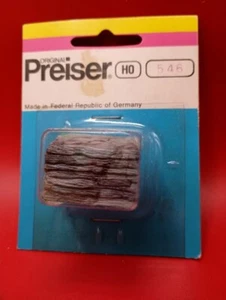 ORIGINAL
Preiser®
HO
546
Made in Federal Republic of Germany